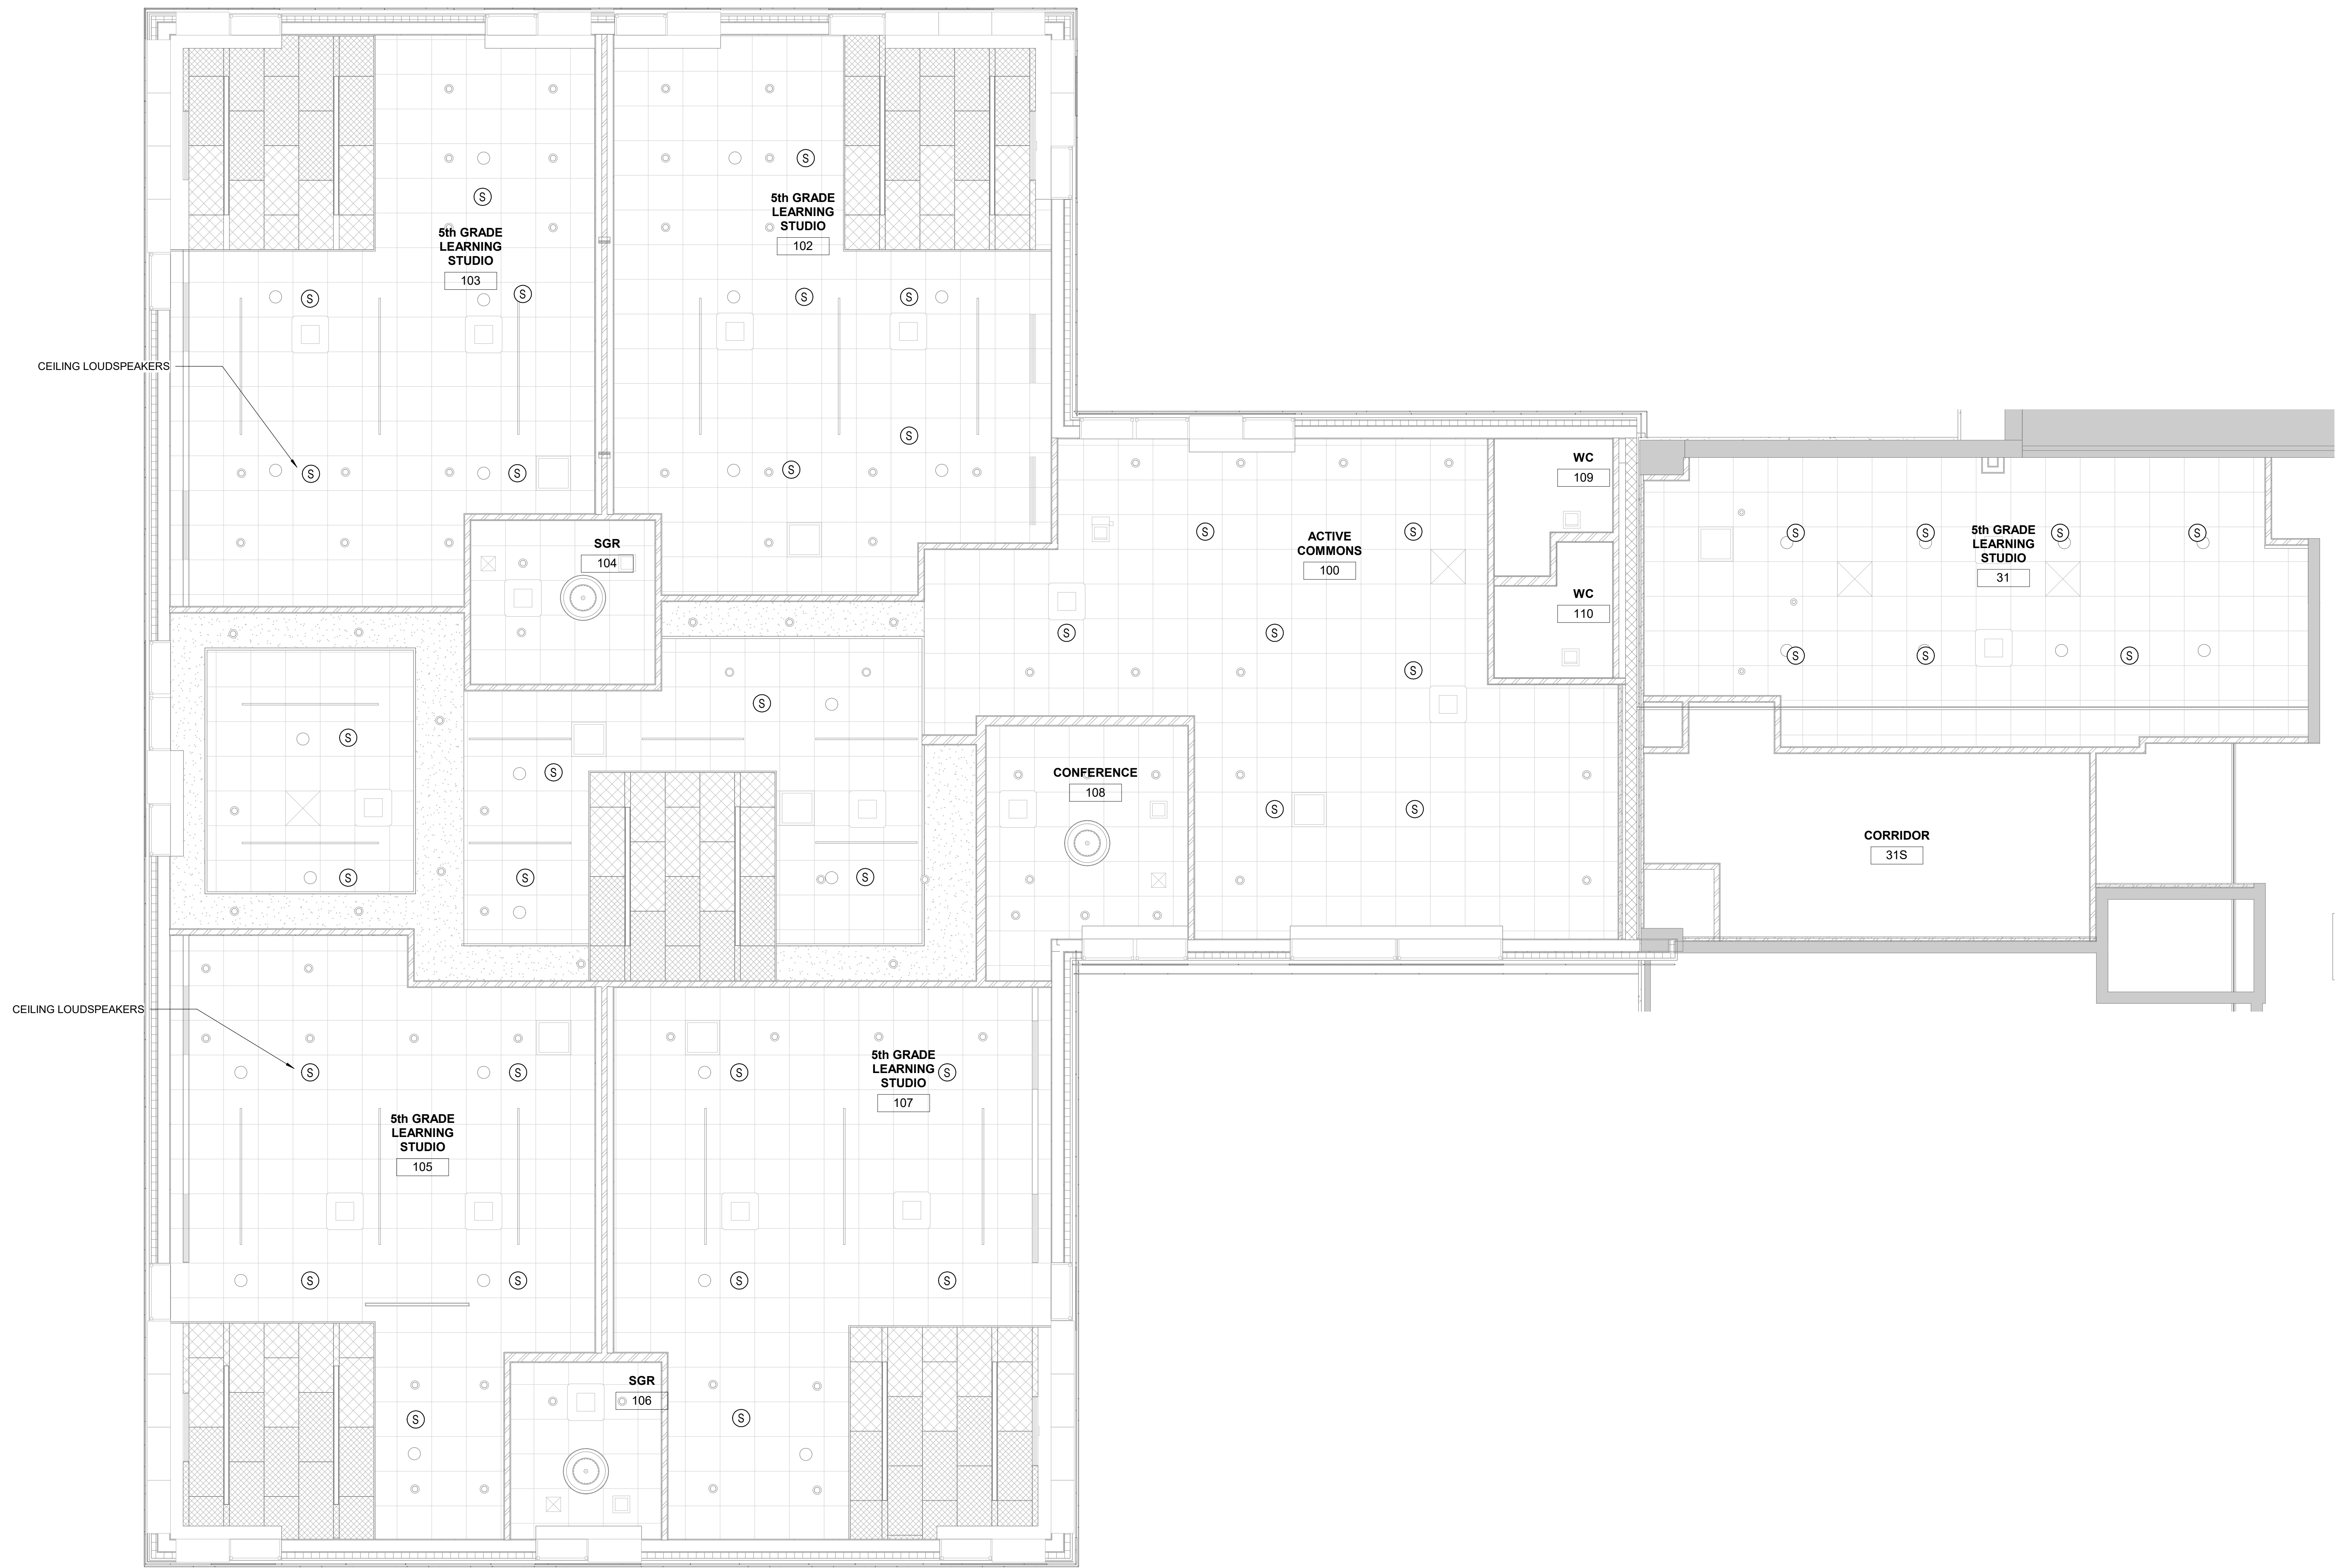 CEILING LOUDSPEAKERS
S
5th GRADE
LEARNING
STUDIO
103
S
S
S
S
S
5th GRADE
LEARNING
STUDIO
102
S
S
S
S
SGR
104
ACTIVE
COMMONS
100
S
S
S
S
S
S
S
WC
109
WC
110
5th GRADE
LEARNING
STUDIO
31
S
S
S
S
S
S
S
S
S
S
S
S
S
CONFERENCE
108
CORRIDOR
31S
CEILING LOUDSPEAKERS
S
S
5th GRADE
LEARNING
STUDIO
105
S
S
S
5th GRADE
LEARNING
STUDIO
107
S
S
S
S
S
SGR
106